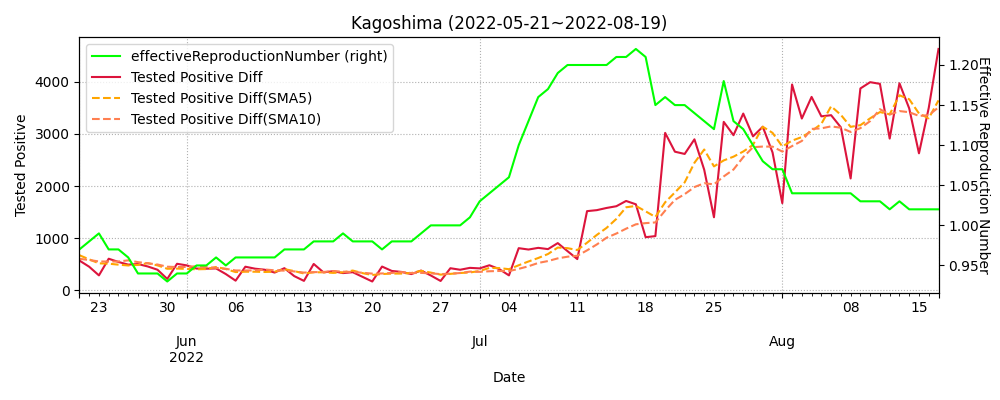 Kagoshima (2022-05-21~2022-08-19)
effectiveReproductionNumber (right)
Tested Positive Diff
Tested Positive Diff(SMA5)
Tested Positive Diff(SMA10)
Tested Positive
4000
3000
2000
1000
0
1.20
1.15
1.10
1.05
1.00
0.95
Effective Reproduction Number
23 30 06 13 20 27 04 11 18 25 08 15
Jun Jul Aug
2022
Date